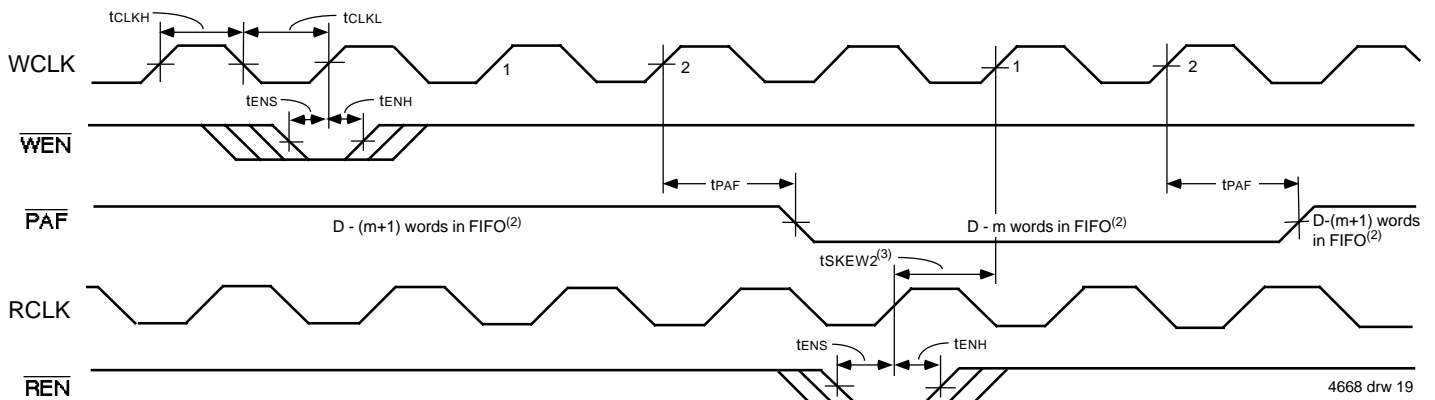 tCLKH tCLKL
WCLK 1 2 1 2
tENS tENH
WEN
tPAF tPAF
PAF
D - (m+1) words in FIFO(2) D - m words in FIFO(2) D-(m+1) words
in FIFO(2)
tSKEW2(3)
RCLK
tENS tENH
REN
4668 drw 19